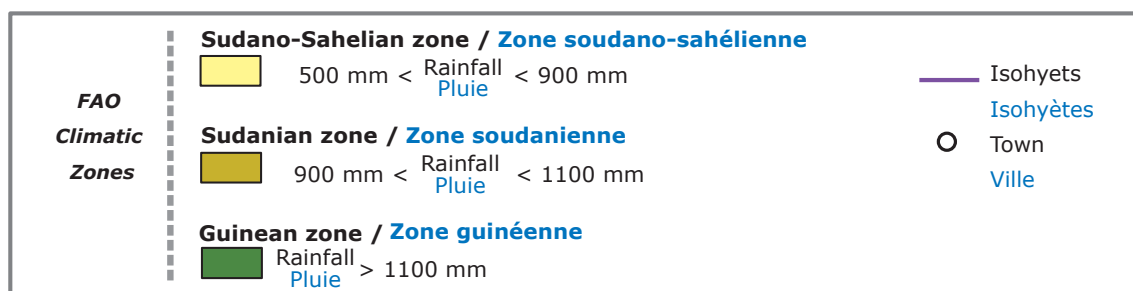 FAO
Climatic
Zones
Sudano-Sahelian zone / Zone soudano-sahélienne
500 mm < Rainfall < 900 mm
Pluie
Sudanian zone / Zone soudanienne
900 mm < Rainfall < 1100 mm
Pluie
Guinean zone / Zone guinéenne
Rainfall > 1100 mm
Pluie
Isohyets
Isohyètes
Town
Ville